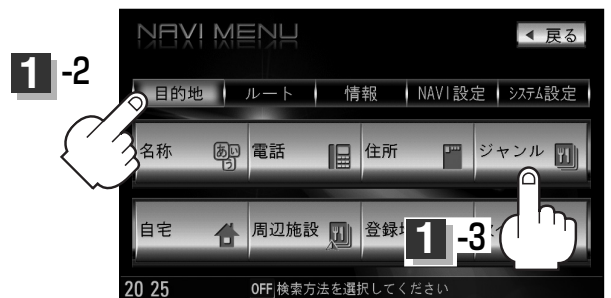 NAVI MENU
◀ 戻る
1 -2
目的地 ルート 情報 NAVI設定 システム設定
名称 あいう 電話 住所 ジャンル
自宅 周辺施設 登録
1 -3
20 25 OFF 検索方法を選択してください